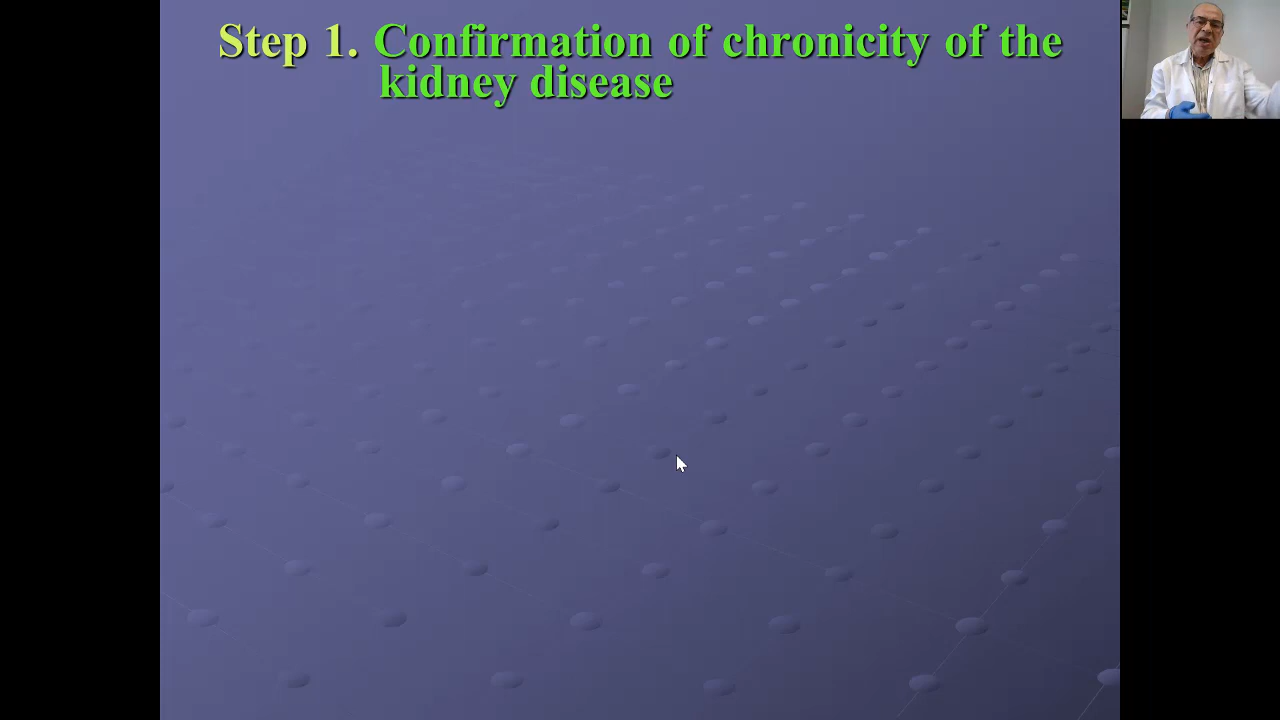 Step 1. Confirmation of chronicity of the
kidney disease